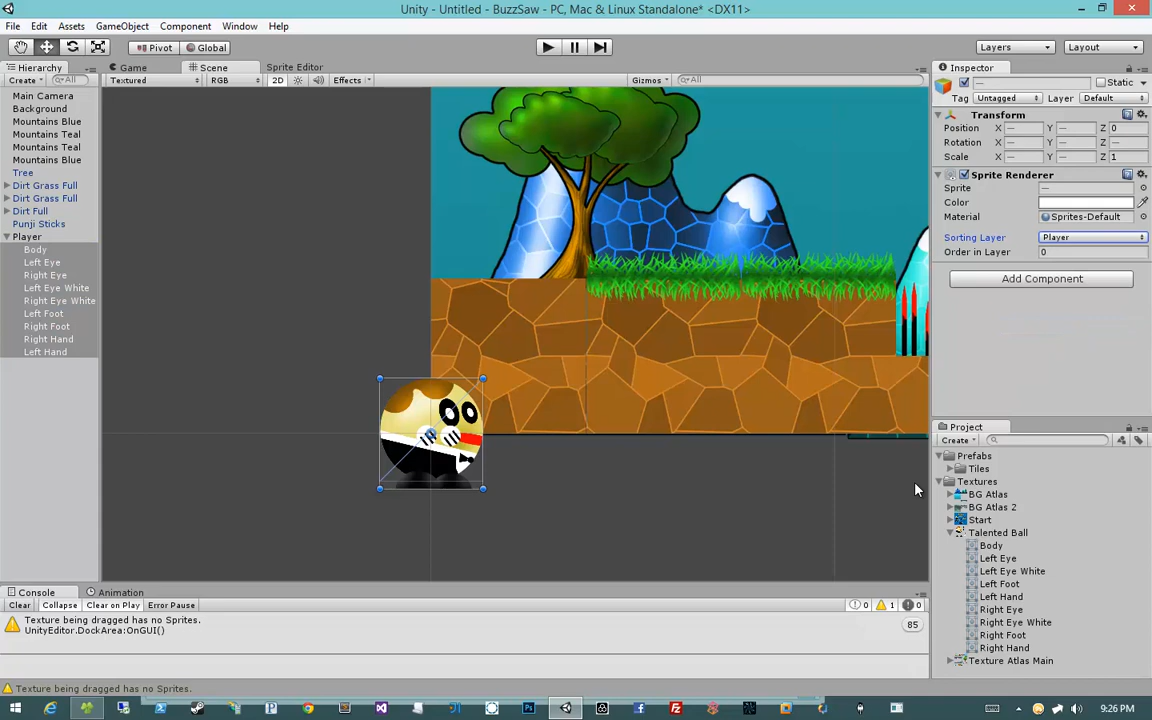 Unity - Untitled - BuzzSaw - PC, Mac & Linux Standalone* <DX11>
File Edit Assets GameObject Component Window Help
Pivot Global Layers Layout
Hierarchy Game Scene Sprite Editor Inspector
Create All Textured RGB 2D Effects Gizmos All
Static
Tag Untagged Layer Default
Transform
Position X — Y — Z 0
Rotation X — Y — Z —
Scale X — Y — Z 1
Sprite Renderer
Sprite —
Color
Material Sprites-Default
Sorting Layer Player
Order in Layer 0
Add Component
Main Camera
Background
Mountains Blue
Mountains Teal
Mountains Teal
Mountains Blue
Tree
Dirt Grass Full
Dirt Grass Full
Dirt Full
Punji Sticks
Player
Body
Left Eye
Right Eye
Left Eye White
Right Eye White
Left Foot
Right Foot
Right Hand
Left Hand
Project
Create
Prefabs
Tiles
Textures
BG Atlas
BG Atlas 2
Start
Talented Ball
Body
Left Eye
Left Eye White
Left Foot
Left Hand
Right Eye
Right Eye White
Right Foot
Right Hand
Texture Atlas Main
Console Animation
Clear Collapse Clear on Play Error Pause 0 1 0
Texture being dragged has no Sprites.
UnityEditor.DockArea:OnGUI()
85
Texture being dragged has no Sprites.
9:26 PM